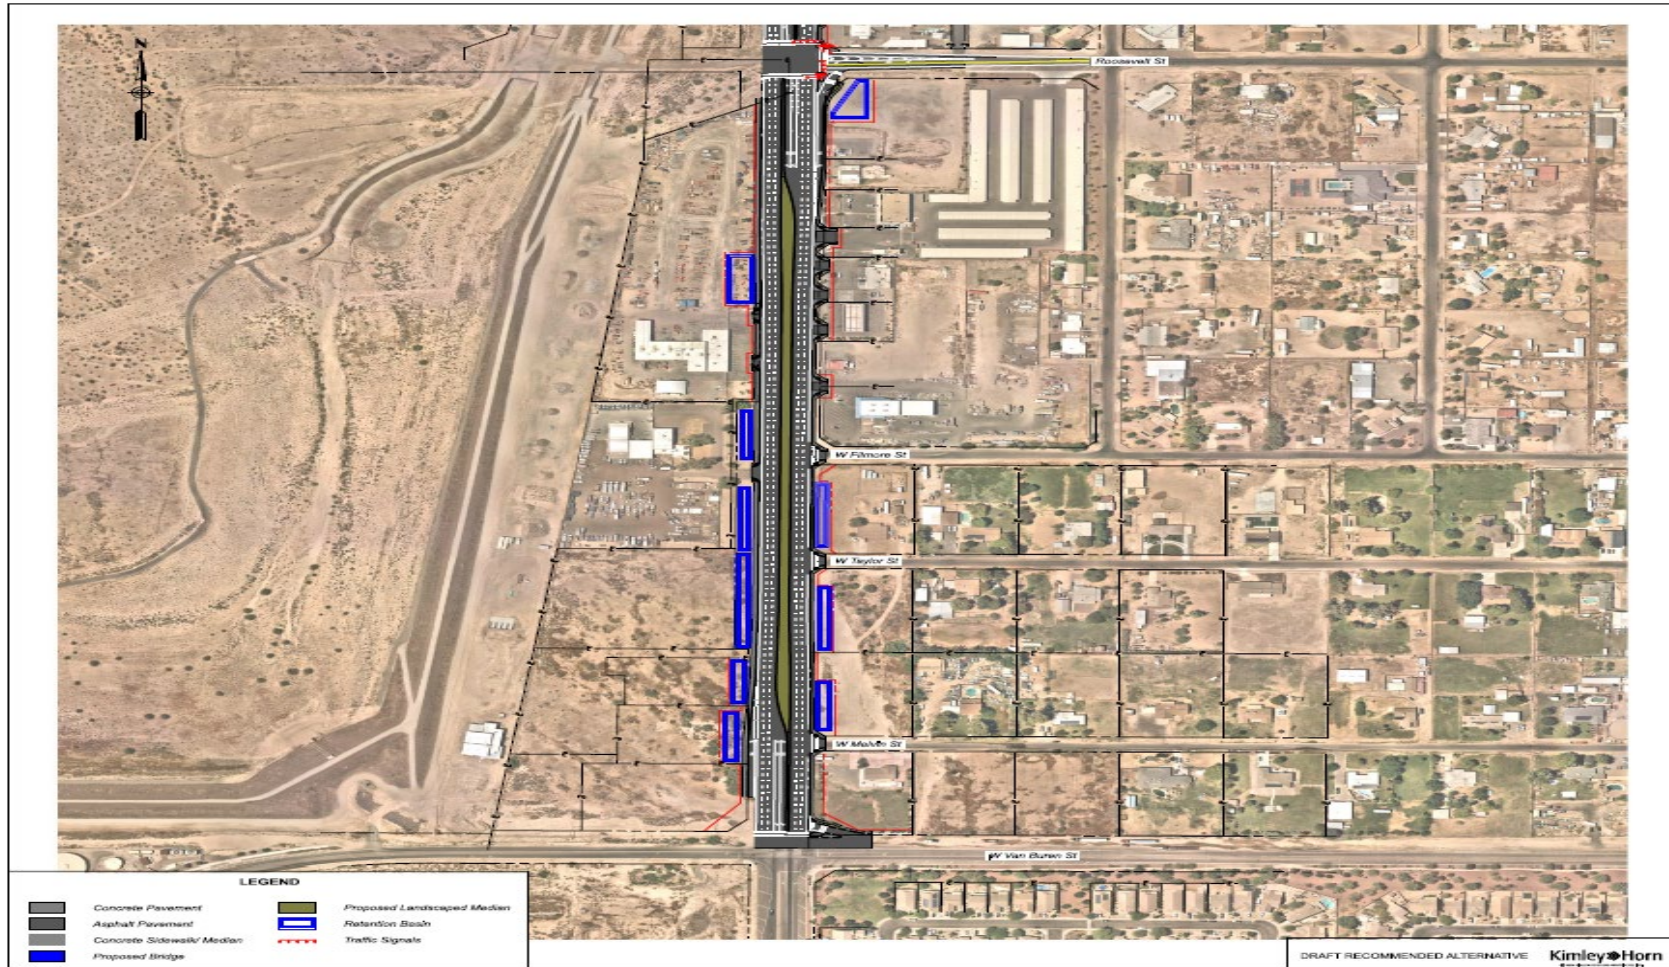 N
Roosevelt St
W Filmore St
W Taylor St
W Melvin St
W Van Buren St
LEGEND
Concrete Pavement
Asphalt Pavement
Concrete Sidewalk/ Median
Proposed Bridge
Proposed Landscaped Median
Retention Basin
Traffic Signals
DRAFT RECOMMENDED ALTERNATIVE
Kimley Horn